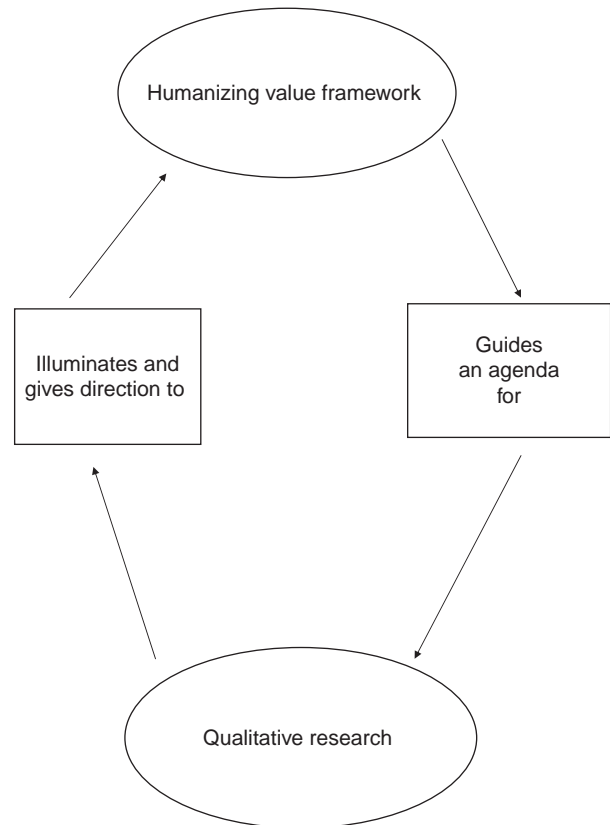 Humanizing value framework
Guides
an agenda
for
Qualitative research
Illuminates and
gives direction to